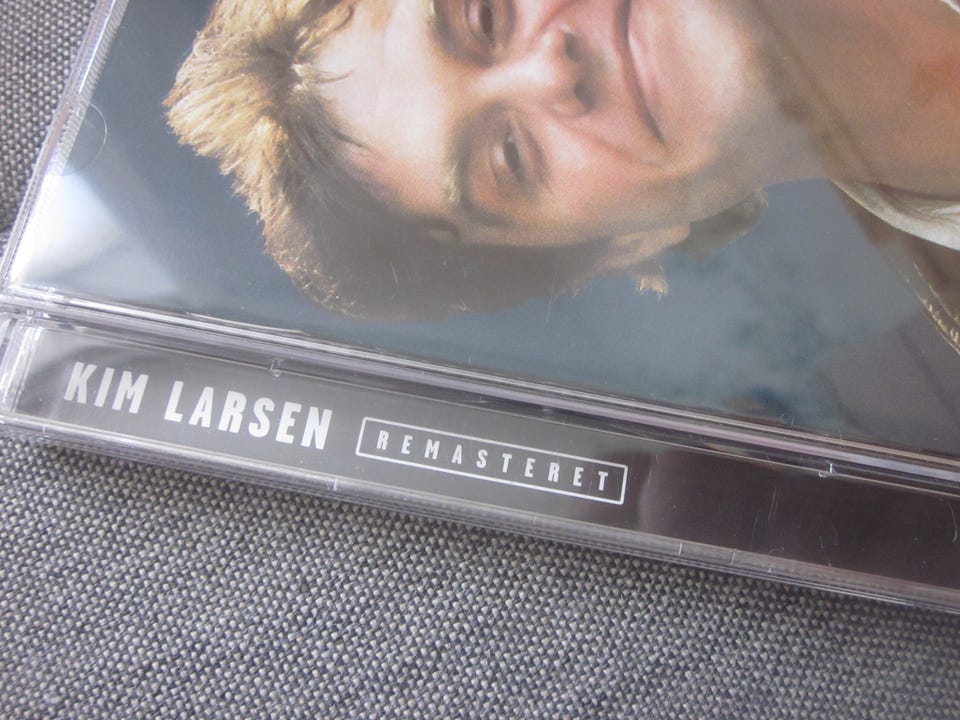 KIM LARSEN REMASTERET